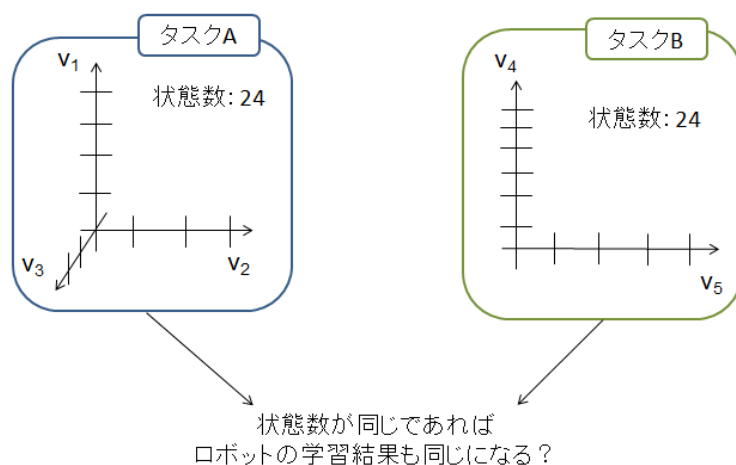 タスクA
v1
状態数: 24
v3
v2
タスクB
v4
状態数: 24
v5
状態数が同じであれば
ロボットの学習結果も同じになる？